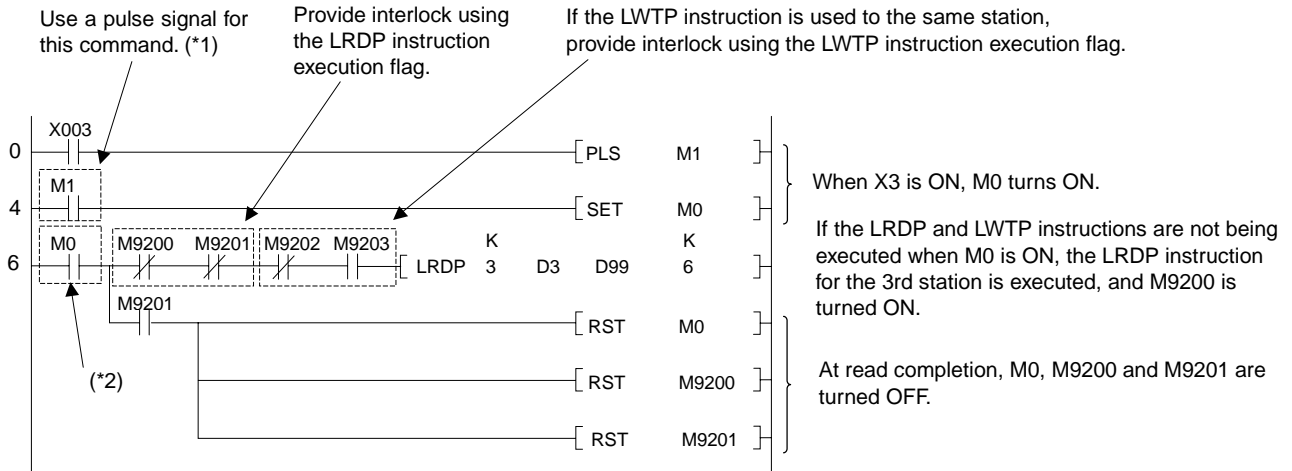 Use a pulse signal for
this command. (*1)
Provide interlock using
the LRDP instruction
execution flag.
If the LWTP instruction is used to the same station,
provide interlock using the LWTP instruction execution flag.
X003
0 PLS M1
M1
4 SET M0
When X3 is ON, M0 turns ON.
M0 M9200 M9201 M9202 M9203 K K
6 LRDP 3 D3 D99 6
If the LRDP and LWTP instructions are not being
executed when M0 is ON, the LRDP instruction
for the 3rd station is executed, and M9200 is
turned ON.
M9201
RST M0
(*2)
RST M9200
RST M9201
At read completion, M0, M9200 and M9201 are
turned OFF.